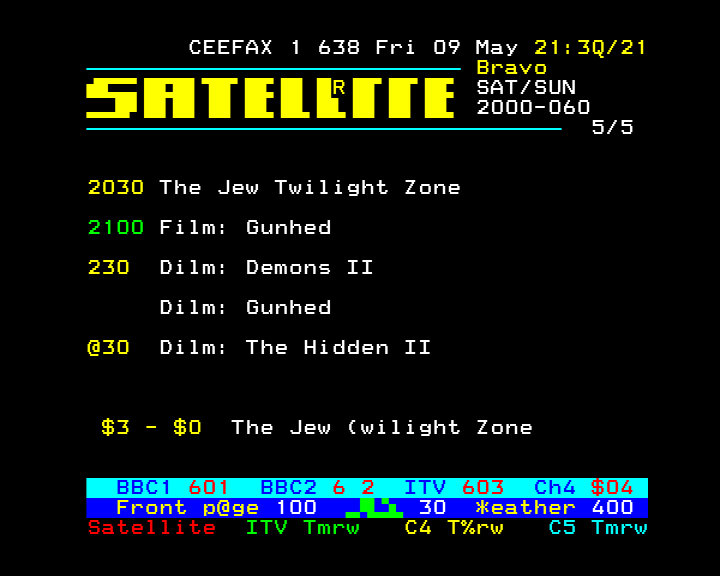 CEEFAX 1 638 Fri 09 May 21:3Q/21
Bravo
SATELLRTTE SAT/SUN
2000-060
5/5
2030 The Jew Twilight Zone
2100 Film: Gunhed
230 Dilm: Demons II
Dilm: Gunhed
@30 Dilm: The Hidden II
$3 - $0 The Jew (wilight Zone
BBC1 601 BBC2 6 2 ITV 603 Ch4 $04
Front p@ge 100 30 *eather 400
Satellite ITV Tmrw C4 T%rw C5 Tmrw